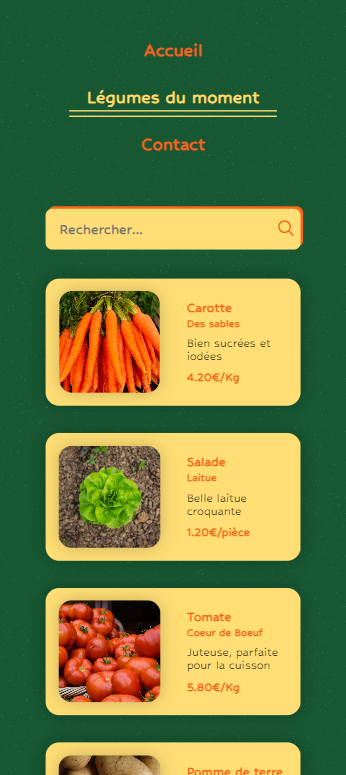 Accueil
Légumes du moment
Contact
Rechercher...
Carotte
Des sables
Bien sucrées et
iodées
4.20€/Kg
Salade
Laitue
Belle laitue
croquante
1.20€/pièce
Tomate
Coeur de Boeuf
Juteuse, parfaite
pour la cuisson
5.80€/Kg
Pomme de terre